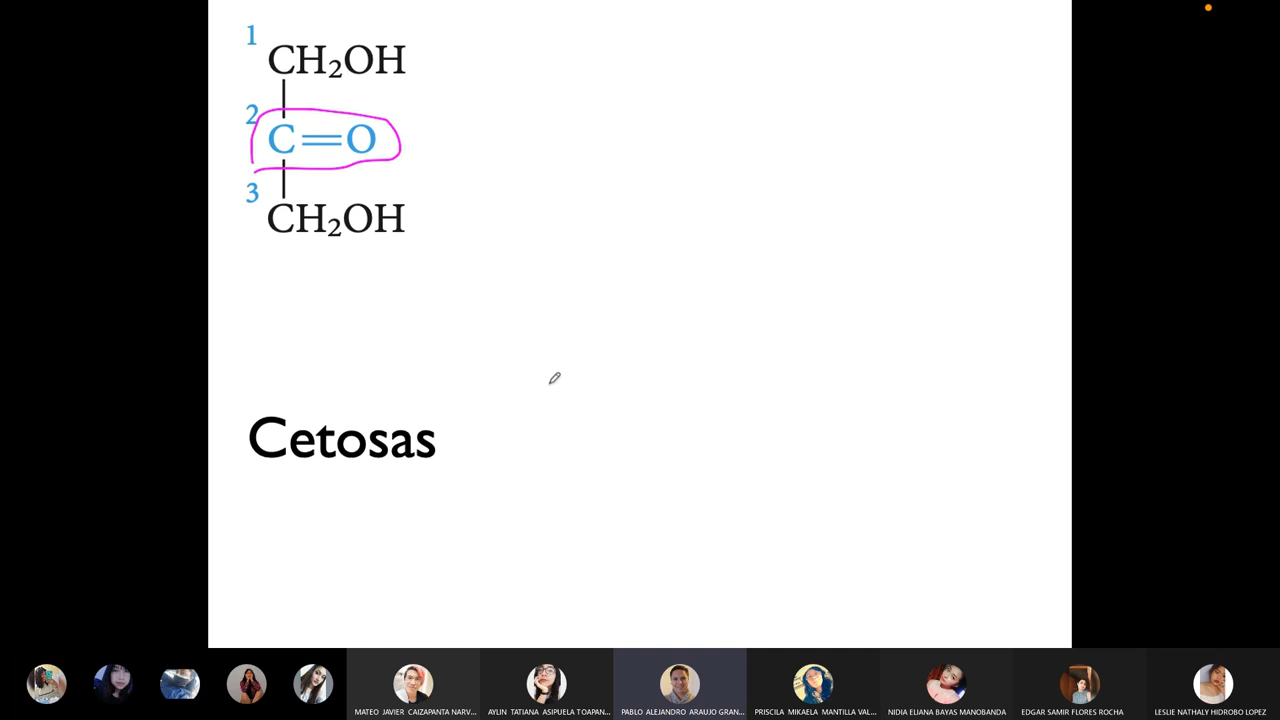 1
CH₂OH
2
C=O
3
CH₂OH
Cetosas
MATEO JAVIER CAIZAPANTA NARV...
AYLIN TATIANA ASIPUELA TOAPAN...
PABLO ALEJANDRO ARAUJO GRAN...
PRISCILA MIKAELA MANTILLA VAL...
NIDIA ELIANA BAYAS MANOBANDA
EDGAR SAMIR FLORES ROCHA
LESLIE NATHALY HIDROBO LOPEZ